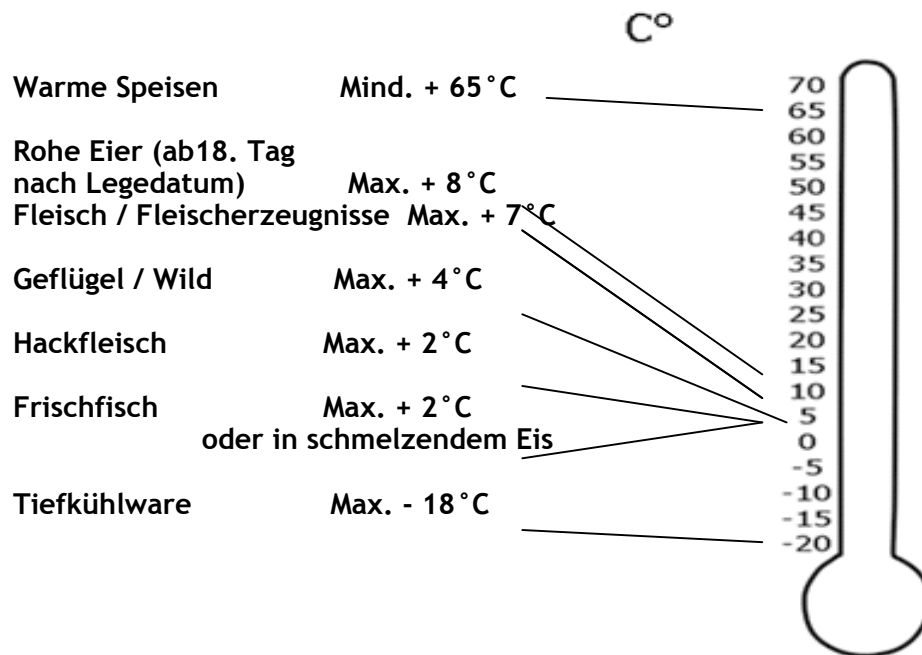 C°
Warme Speisen Mind. + 65°C
Rohe Eier (ab18. Tag
nach Legedatum) Max. + 8°C
Fleisch / Fleischerzeugnisse Max. + 7°C
Geflügel / Wild Max. + 4°C
Hackfleisch Max. + 2°C
Frischfisch Max. + 2°C
oder in schmelzendem Eis
Tiefkühlware Max. - 18°C
70
65
60
55
50
45
40
35
30
25
20
15
10
5
0
-5
-10
-15
-20